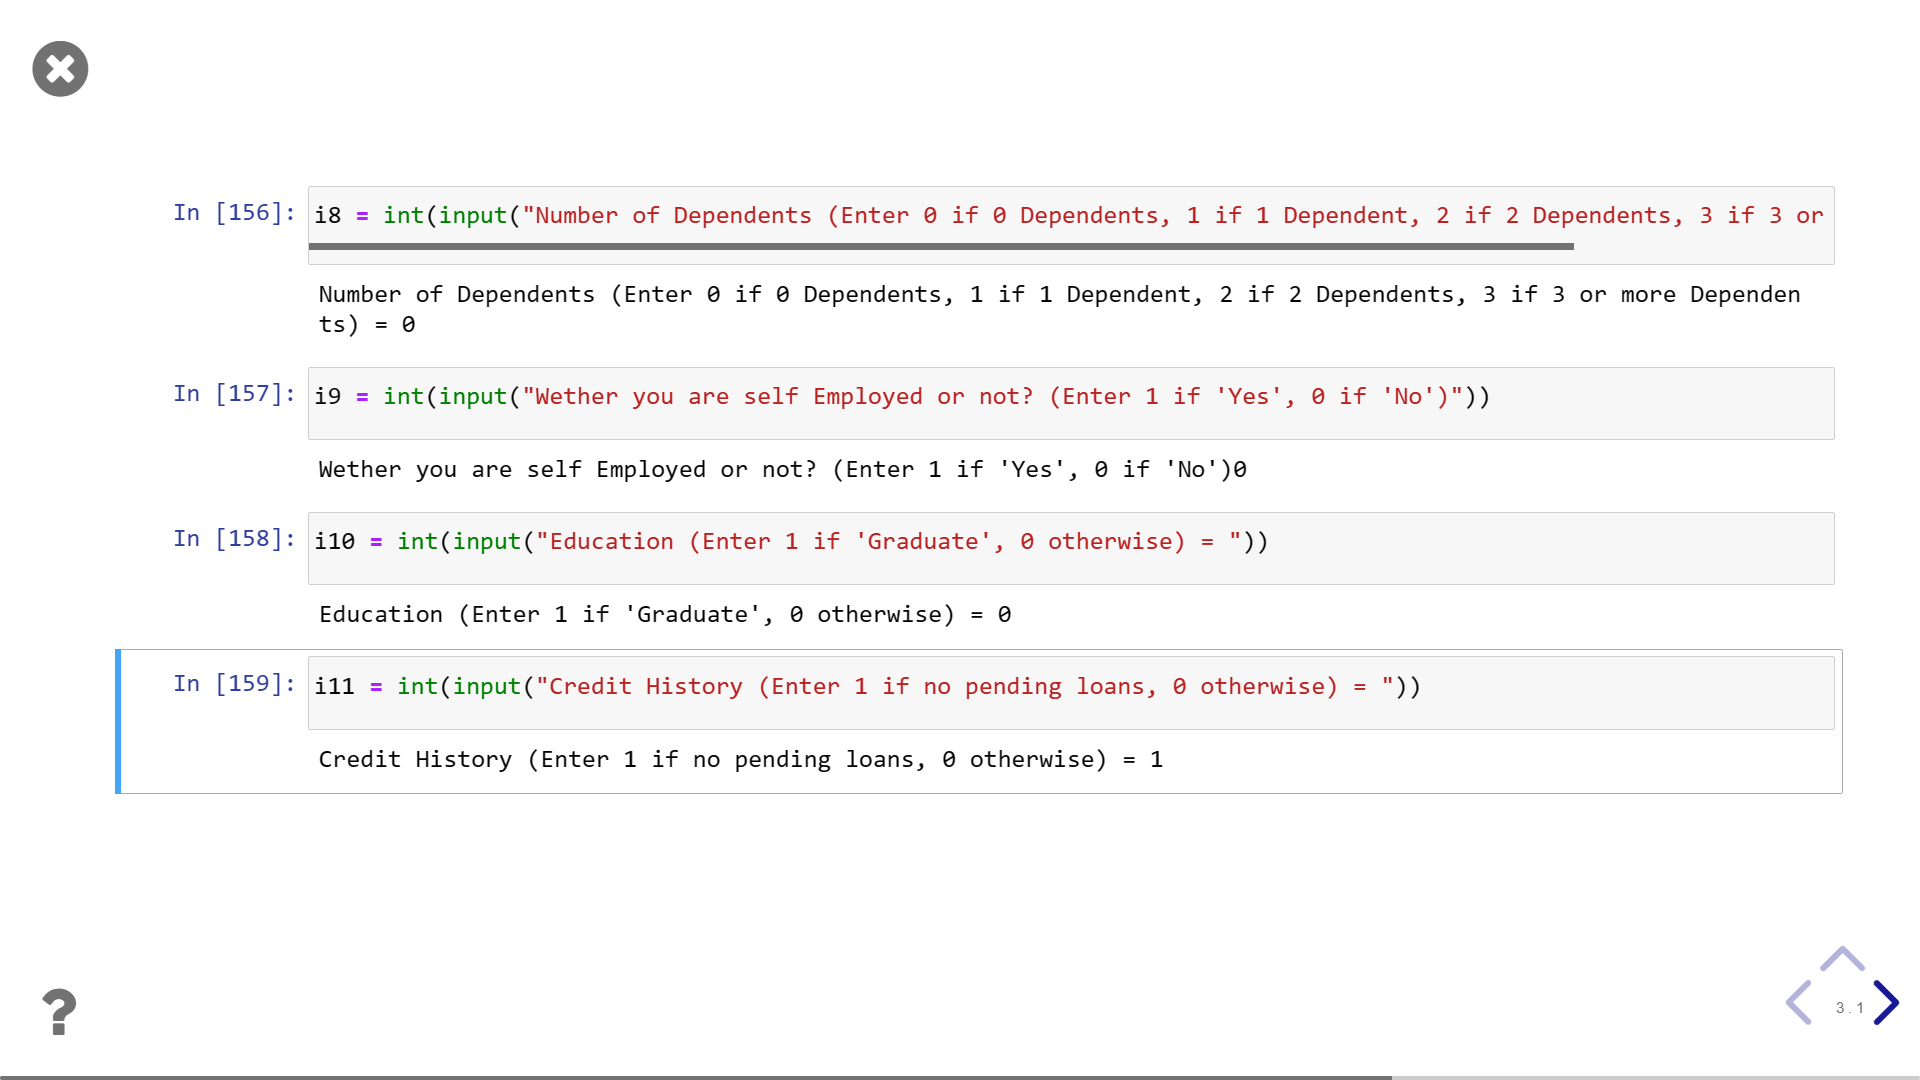 In [156]: i8 = int(input("Number of Dependents (Enter 0 if 0 Dependents, 1 if 1 Dependent, 2 if 2 Dependents, 3 if 3 or
Number of Dependents (Enter 0 if 0 Dependents, 1 if 1 Dependent, 2 if 2 Dependents, 3 if 3 or more Dependen
ts) = 0
In [157]: i9 = int(input("Wether you are self Employed or not? (Enter 1 if 'Yes', 0 if 'No')"))
Wether you are self Employed or not? (Enter 1 if 'Yes', 0 if 'No')0
In [158]: i10 = int(input("Education (Enter 1 if 'Graduate', 0 otherwise) = "))
Education (Enter 1 if 'Graduate', 0 otherwise) = 0
In [159]: i11 = int(input("Credit History (Enter 1 if no pending loans, 0 otherwise) = "))
Credit History (Enter 1 if no pending loans, 0 otherwise) = 1
?
3.1